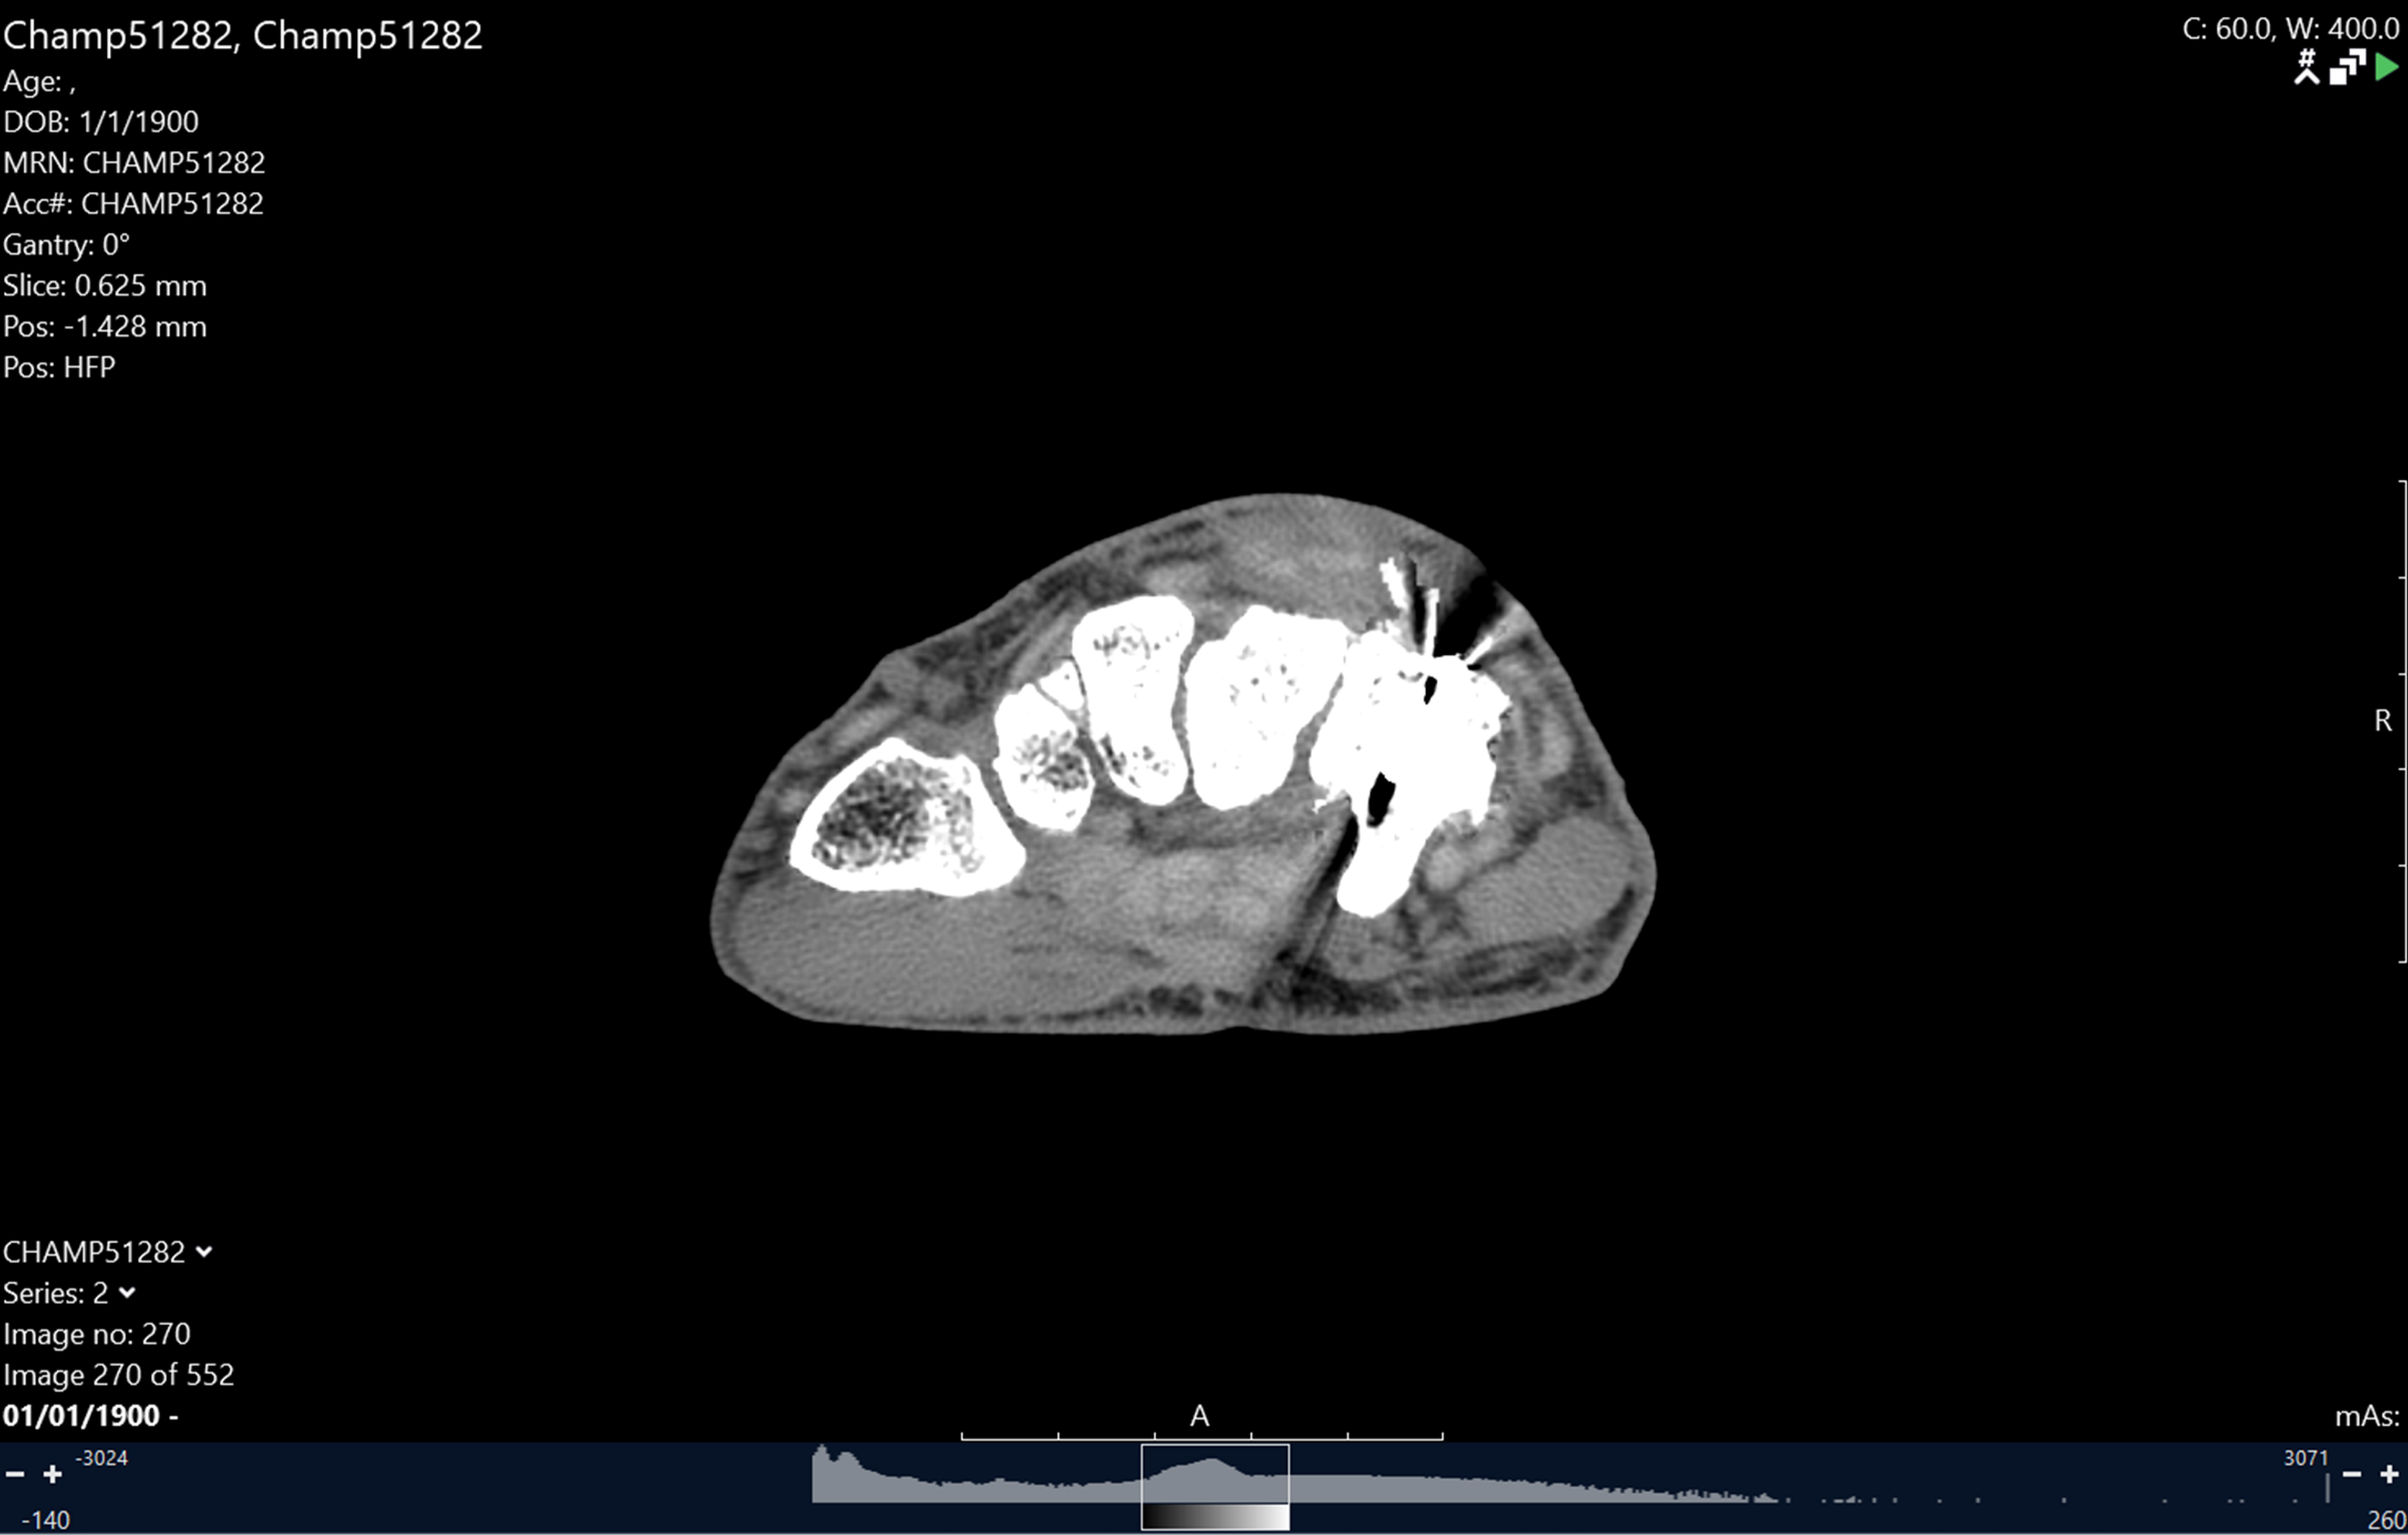 Champ51282, Champ51282
Age: ,
DOB: 1/1/1900
MRN: CHAMP51282
Acc#: CHAMP51282
Gantry: 0°
Slice: 0.625 mm
Pos: -1.428 mm
Pos: HFP
C: 60.0, W: 400.0
#
R
CHAMP51282
Series: 2
Image no: 270
Image 270 of 552
01/01/1900 -
A
mAs:
-3024
3071
-140
260